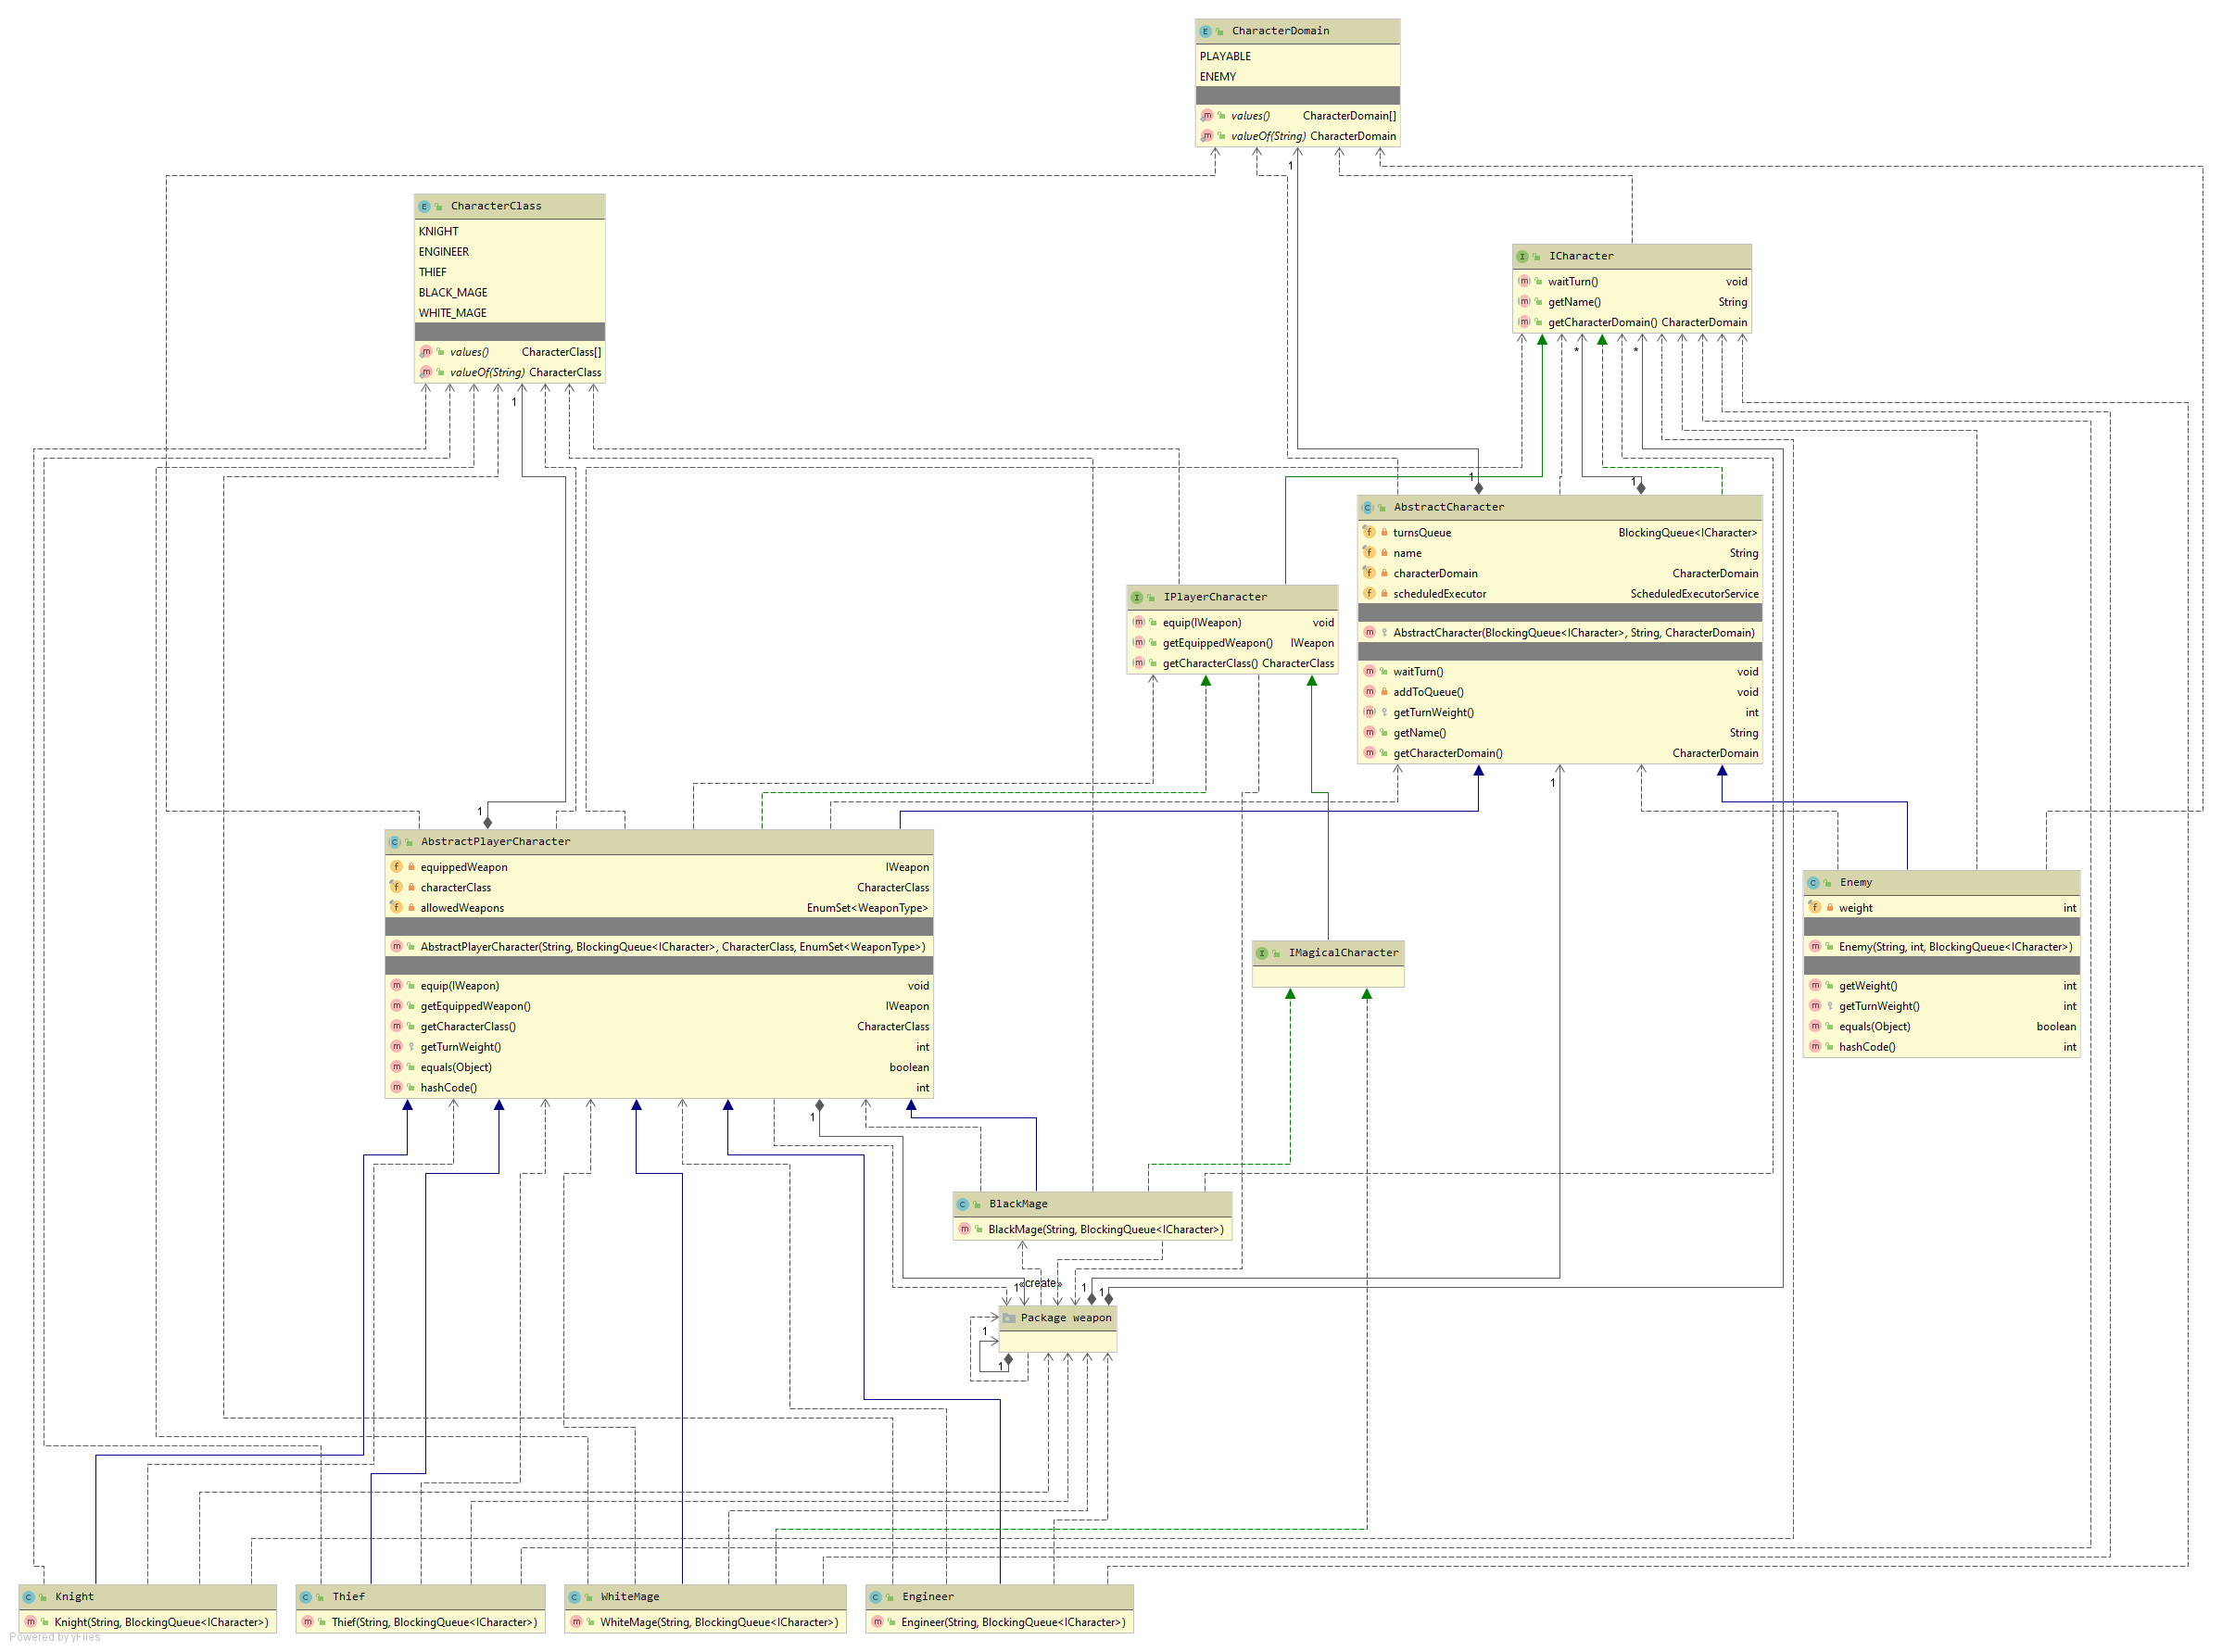 CharacterDomain
PLAYABLE
ENEMY
values() CharacterDomain[]
valueOf(String) CharacterDomain
1
CharacterClass
KNIGHT
ENGINEER
THIEF
BLACK_MAGE
WHITE_MAGE
values() CharacterClass[]
valueOf(String) CharacterClass
1
ICharacter
waitTurn() void
getName() String
getCharacterDomain() CharacterDomain
*
*
1
1
AbstractCharacter
turnsQueue BlockingQueue<ICharacter>
name String
characterDomain CharacterDomain
scheduledExecutor ScheduledExecutorService
AbstractCharacter(BlockingQueue<ICharacter>, String, CharacterDomain)
waitTurn() void
addToQueue() void
getTurnWeight() int
getName() String
getCharacterDomain() CharacterDomain
1
IPlayerCharacter
equip(IWeapon) void
getEquippedWeapon() IWeapon
getCharacterClass() CharacterClass
1
AbstractPlayerCharacter
equippedWeapon IWeapon
characterClass CharacterClass
allowedWeapons EnumSet<WeaponType>
AbstractPlayerCharacter(String, BlockingQueue<ICharacter>, CharacterClass, EnumSet<WeaponType>)
equip(IWeapon) void
getEquippedWeapon() IWeapon
getCharacterClass() CharacterClass
getTurnWeight() int
equals(Object) boolean
hashCode() int
1
Enemy
weight int
Enemy(String, int, BlockingQueue<ICharacter>)
getWeight() int
getTurnWeight() int
equals(Object) boolean
hashCode() int
IMagicalCharacter
BlackMage
BlackMage(String, BlockingQueue<ICharacter>)
«create»
1
1
1
Package weapon
1
1
Knight
Knight(String, BlockingQueue<ICharacter>)
Thief
Thief(String, BlockingQueue<ICharacter>)
WhiteMage
WhiteMage(String, BlockingQueue<ICharacter>)
Engineer
Engineer(String, BlockingQueue<ICharacter>)
Powered by yFiles